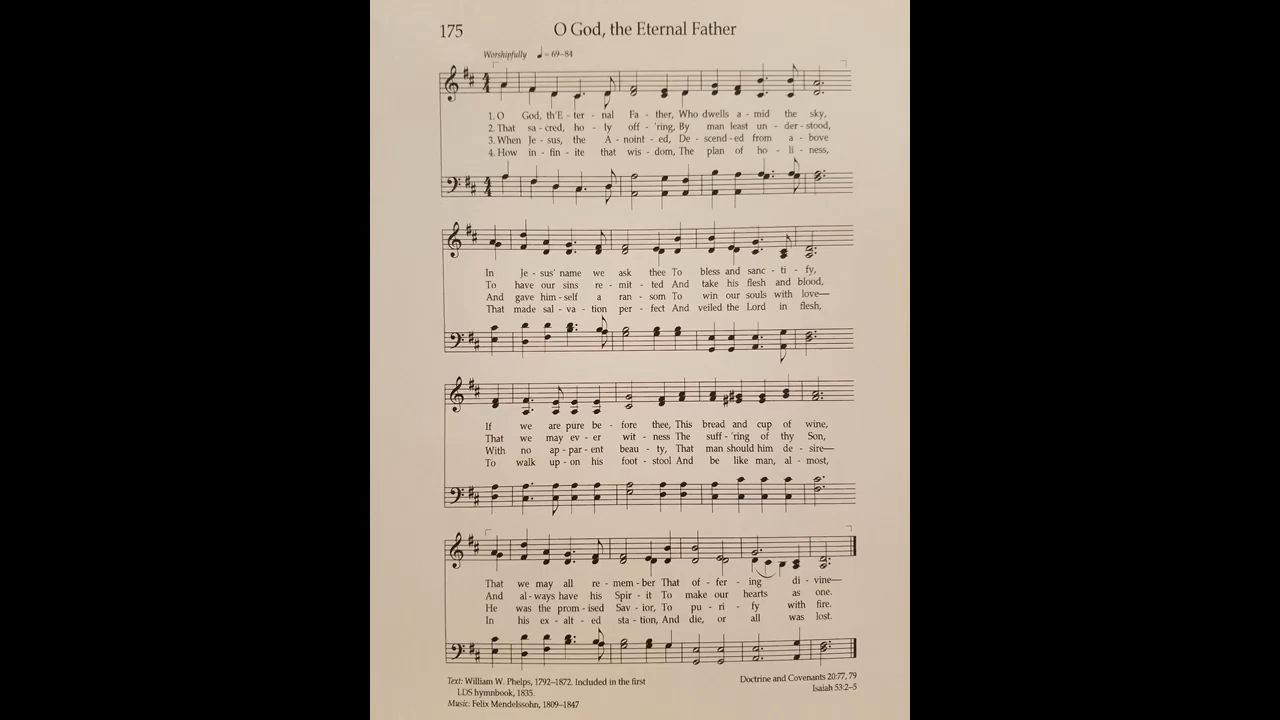 175 O God, the Eternal Father
Worshipfully ♩ = 69–84
1. O God, th'E - ter - nal Fa - ther, Who dwells a - mid the sky,
2. That sa - cred, ho - ly off - 'ring, By man least un - der - stood,
3. When Je - sus, the A - noint - ed, De - scend - ed from a - bove
4. How in - fin - ite that wis - dom, The plan of ho - li - ness,
In Je - sus' name we ask thee To bless and sanc - ti - fy,
To have our sins re - mit - ted And take his flesh and blood,
And gave him - self a ran - som To win our souls with love—
That made sal - va - tion per - fect And veiled the Lord in flesh,
If we are pure be - fore thee, This bread and cup of wine,
That we may ev - er wit - ness The suff - 'ring of thy Son,
With no ap - par - ent beau - ty, That man should him de - sire—
To walk up - on his foot - stool And be like man, al - most,
That we may all re - mem - ber That of - fer - ing di - vine—
And al - ways have his Spir - it To make our hearts as one.
He was the prom - ised Sav - ior, To pu - ri - fy with fire.
In his ex - alt - ed sta - tion, And die, or all was lost.
Text: William W. Phelps, 1792–1872. Included in the first
LDS hymnbook, 1835.
Music: Felix Mendelssohn, 1809–1847
Doctrine and Covenants 20:77, 79
Isaiah 53:2–5